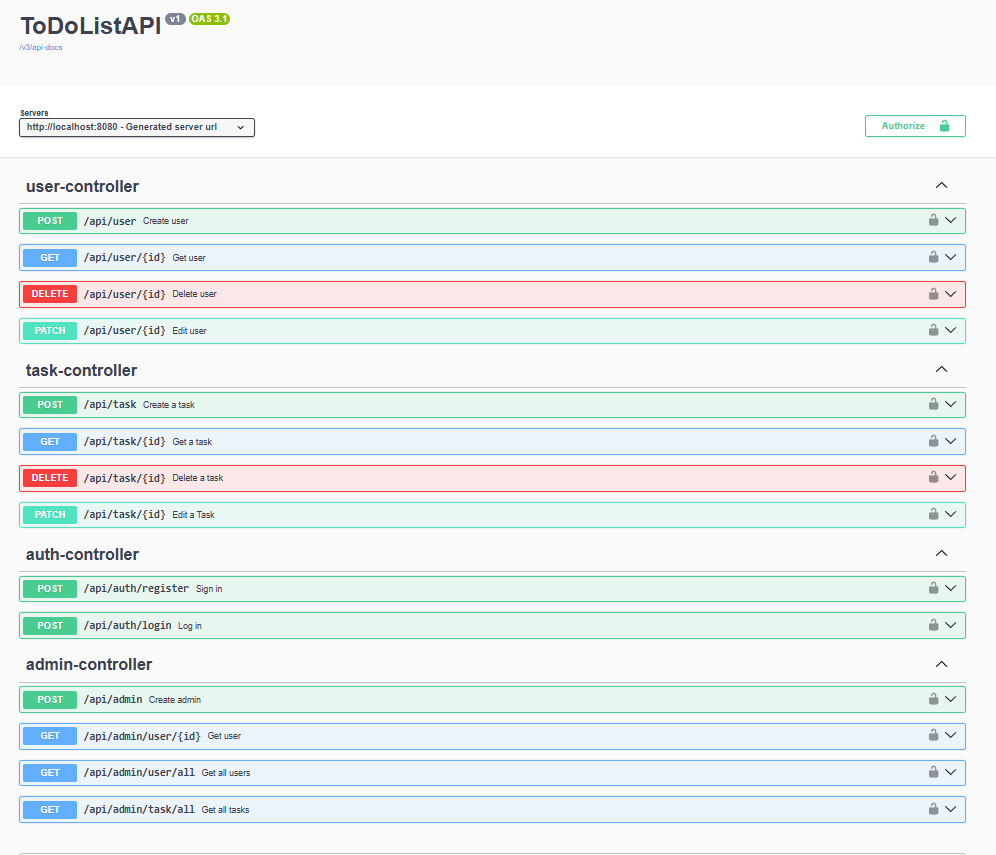 ToDoListAPI v1 OAS 3.1
/v3/api-docs
Servers
http://localhost:8080 - Generated server url
Authorize
user-controller
POST /api/user Create user
GET /api/user/{id} Get user
DELETE /api/user/{id} Delete user
PATCH /api/user/{id} Edit user
task-controller
POST /api/task Create a task
GET /api/task/{id} Get a task
DELETE /api/task/{id} Delete a task
PATCH /api/task/{id} Edit a Task
auth-controller
POST /api/auth/register Sign in
POST /api/auth/login Log in
admin-controller
POST /api/admin Create admin
GET /api/admin/user/{id} Get user
GET /api/admin/user/all Get all users
GET /api/admin/task/all Get all tasks